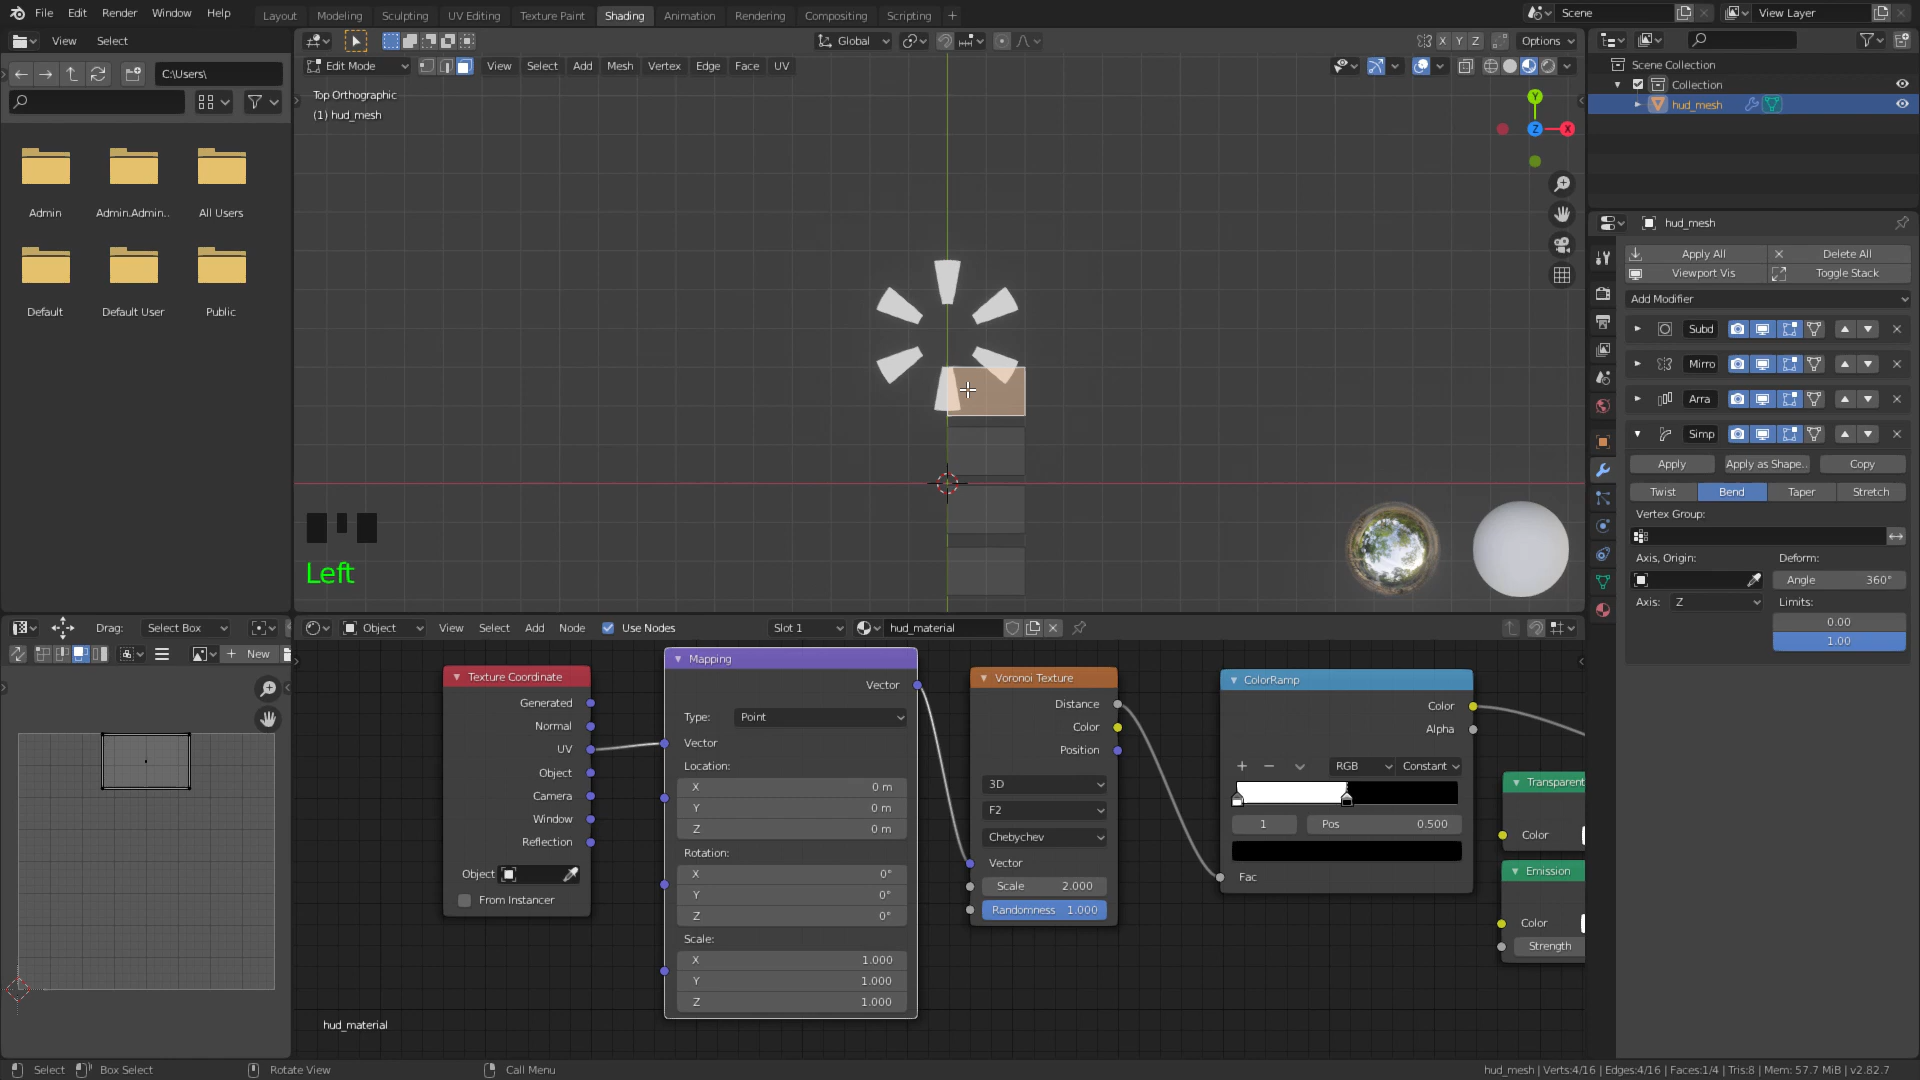 File Edit Render Window Help
Layout Modeling Sculpting UV Editing Texture Paint Shading Animation Rendering Compositing Scripting +
Scene
View Layer
View Select
C:\Users\
Admin
Admin.Admin..
All Users
Default
Default User
Public
Global
X Y Z
Options
Edit Mode
View Select Add Mesh Vertex Edge Face UV
Top Orthographic
(1) hud_mesh
Y
Z
X
Left
Scene Collection
Collection
hud_mesh
hud_mesh
Apply All
Delete All
Viewport Vis
Toggle Stack
Add Modifier
Subd
Mirro
Arra
Simp
Apply
Apply as Shape..
Copy
Twist Bend Taper Stretch
Vertex Group:
Axis, Origin:
Deform:
Angle 360°
Axis: Z
Limits:
0.00
1.00
Drag: Select Box
New
Object
View Select Add Node
Use Nodes
Slot 1
hud_material
Texture Coordinate
Generated
Normal
UV
Object
Camera
Window
Reflection
Object
From Instancer
Mapping
Vector
Type: Point
Vector
Location:
X 0 m
Y 0 m
Z 0 m
Rotation:
X 0°
Y 0°
Z 0°
Scale:
X 1.000
Y 1.000
Z 1.000
Voronoi Texture
Distance
Color
Position
3D
F2
Chebychev
Vector
Scale 2.000
Randomness 1.000
ColorRamp
Color
Alpha
RGB Constant
1 Pos 0.500
Fac
Transparent
Color
Emission
Color
Strength
hud_material
Select
Box Select
Rotate View
Call Menu
hud_mesh | Verts:4/16 | Edges:4/16 | Faces:1/4 | Tris:8 | Mem: 57.7 MiB | v2.82.7